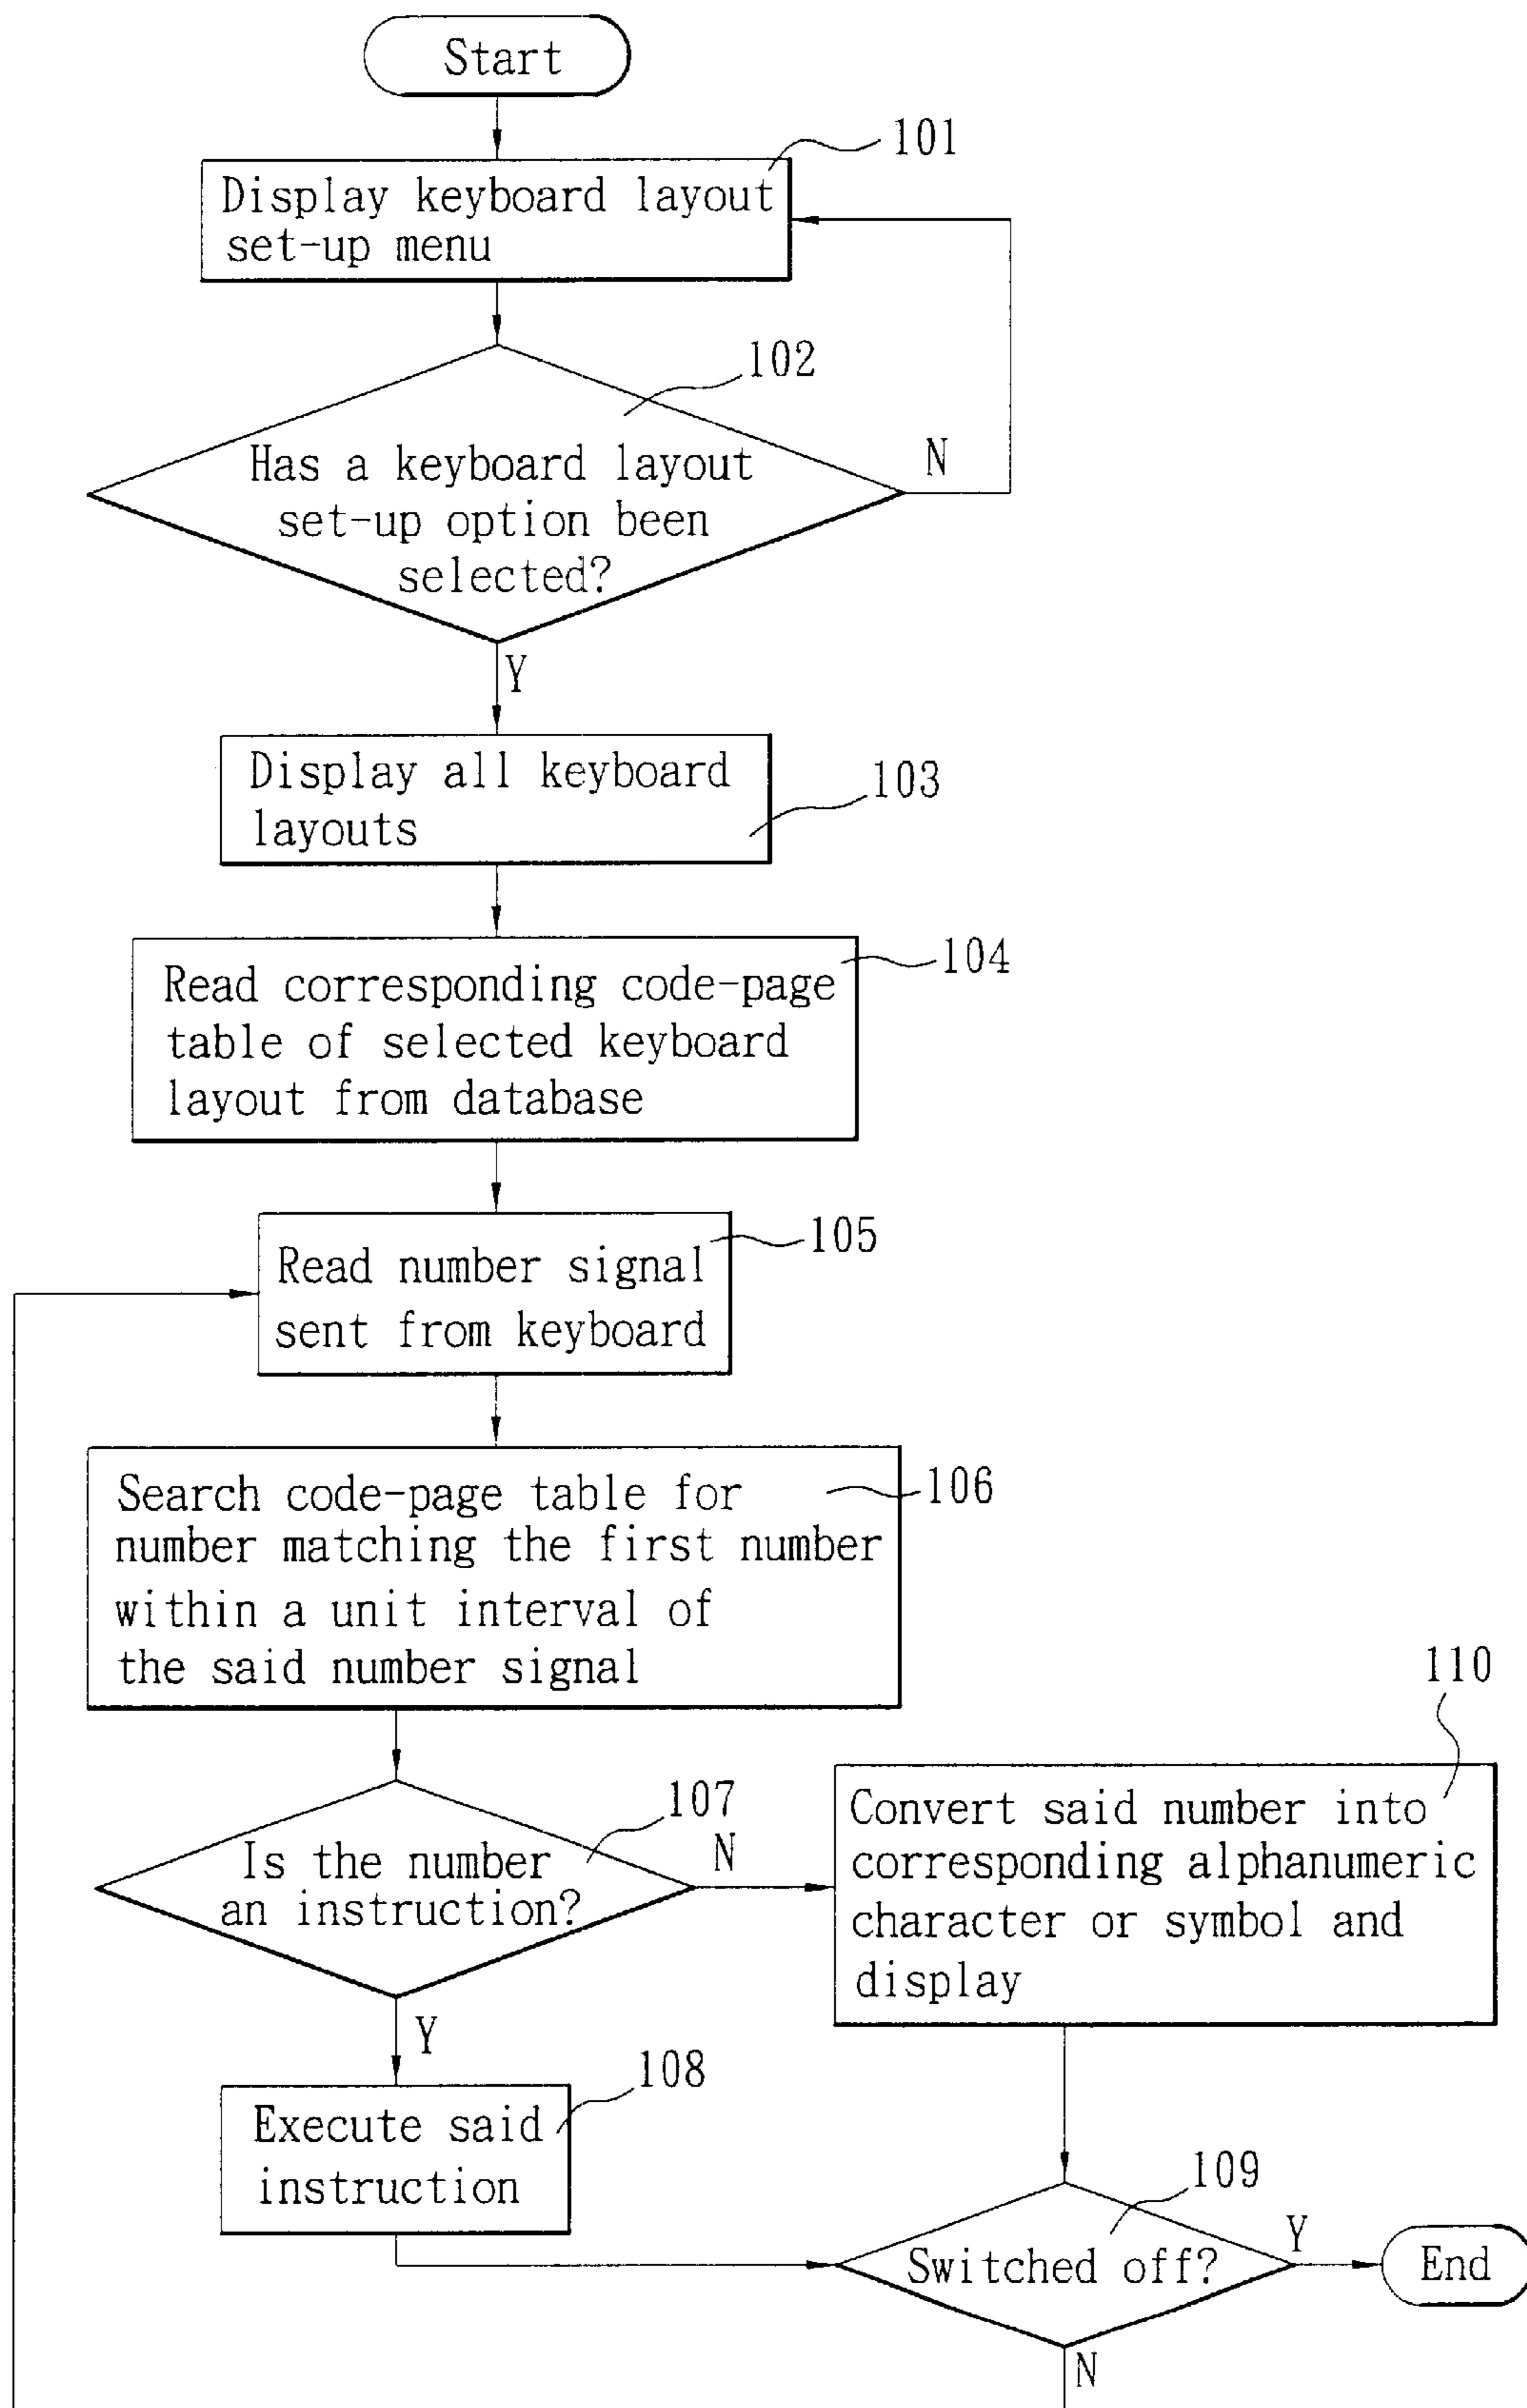 Start
101
Display keyboard layout
set-up menu
102
Has a keyboard layout
set-up option been
selected?
N
Y
Display all keyboard
layouts
103
Read corresponding code-page
table of selected keyboard
layout from database
104
Read number signal
sent from keyboard
105
Search code-page table for
number matching the first number
within a unit interval of
the said number signal
106
Is the number
an instruction?
107
N
Y
110
Convert said number into
corresponding alphanumeric
character or symbol and
display
Execute said
instruction
108
109
Switched off?
Y
End
N